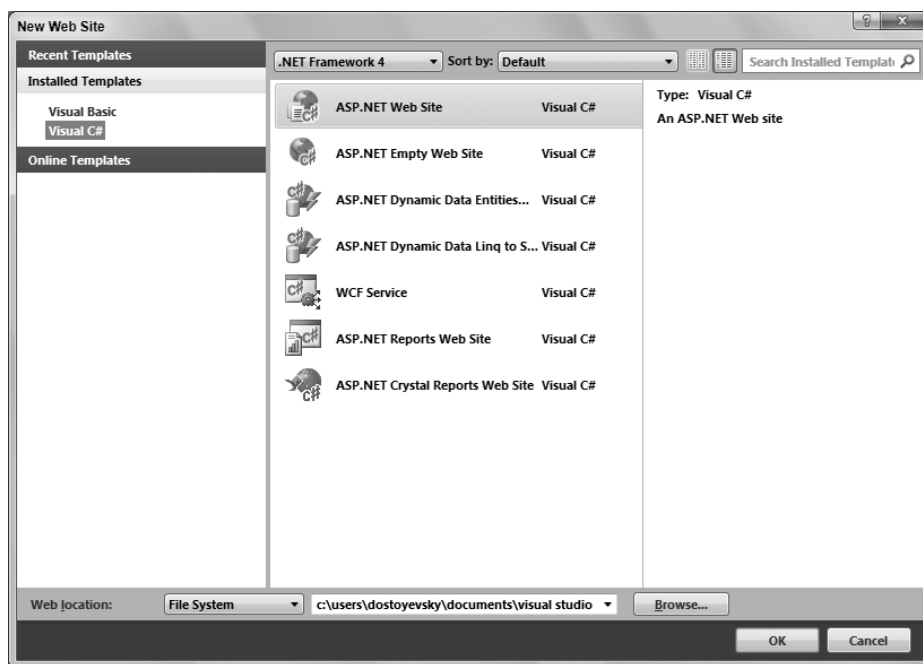 New Web Site
Recent Templates
Installed Templates
Visual Basic
Visual C#
Online Templates
.NET Framework 4
Sort by: Default
Search Installed Templat
ASP.NET Web Site Visual C#
ASP.NET Empty Web Site Visual C#
ASP.NET Dynamic Data Entities... Visual C#
ASP.NET Dynamic Data Linq to S... Visual C#
WCF Service Visual C#
ASP.NET Reports Web Site Visual C#
ASP.NET Crystal Reports Web Site Visual C#
Type: Visual C#
An ASP.NET Web site
Web location: File System c:\users\dostoyevsky\documents\visual studio Browse...
OK Cancel